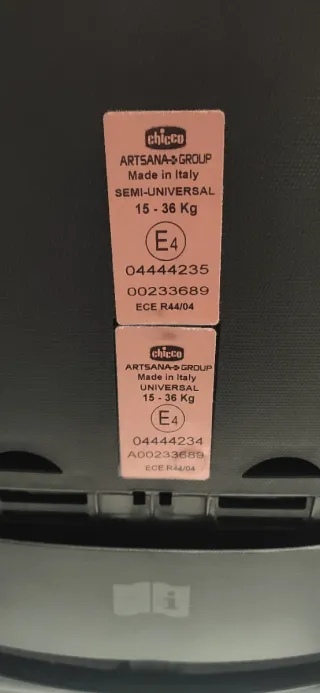 chicco
ARTSANA GROUP
Made in Italy
SEMI-UNIVERSAL
15 - 36 Kg
E4
04444235
00233689
ECE R44/04
chicco
ARTSANA GROUP
Made in Italy
UNIVERSAL
15 - 36 Kg
E4
04444234
A00233689
ECE R44/04
i